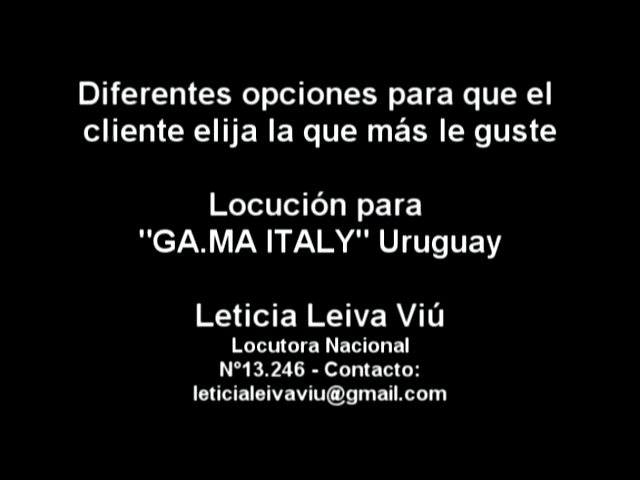 Diferentes opciones para que el
cliente elija la que más le guste
Locución para
"GA.MA ITALY" Uruguay
Leticia Leiva Viú
Locutora Nacional
Nº13.246 - Contacto:
leticialeivaviu@gmail.com